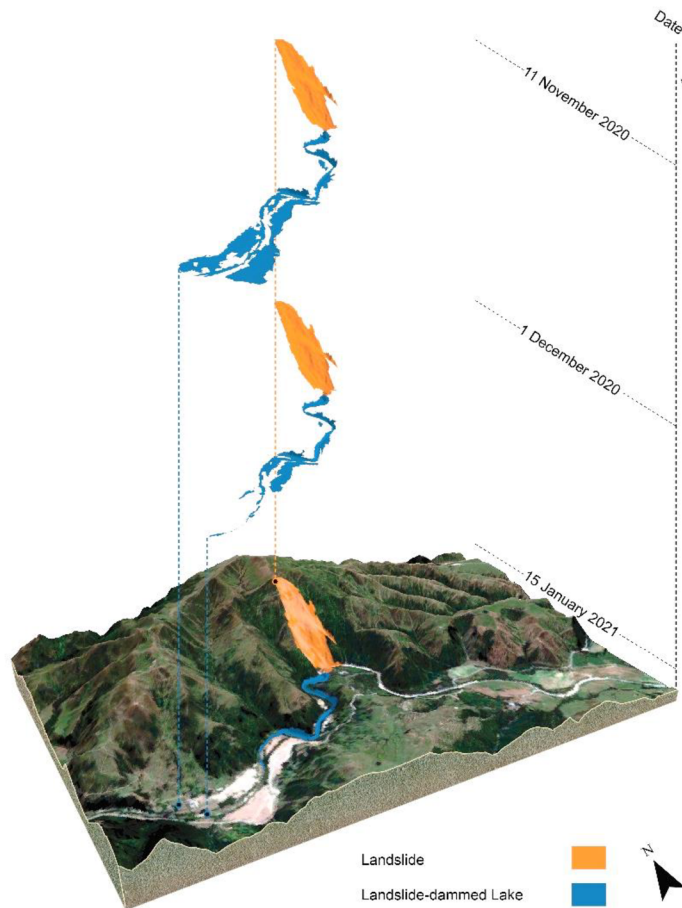 Date
11 November 2020
1 December 2020
15 January 2021
Landslide
Landslide-dammed Lake
N